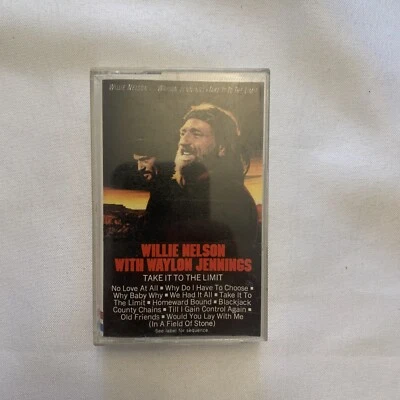 WILLIE NELSON
WILLIE NELSON
WITH WAYLON JENNINGS
TAKE IT TO THE LIMIT
No Love At All ▪ Why Do I Have To Choose ▪
Why Baby Why ▪ We Had It All ▪ Take It To
The Limit ▪ Homeward Bound ▪ Blackjack
County Chains ▪ Till I Gain Control Again ▪
Old Friends ▪ Would You Lay With Me
(In A Field Of Stone)
See label for sequence